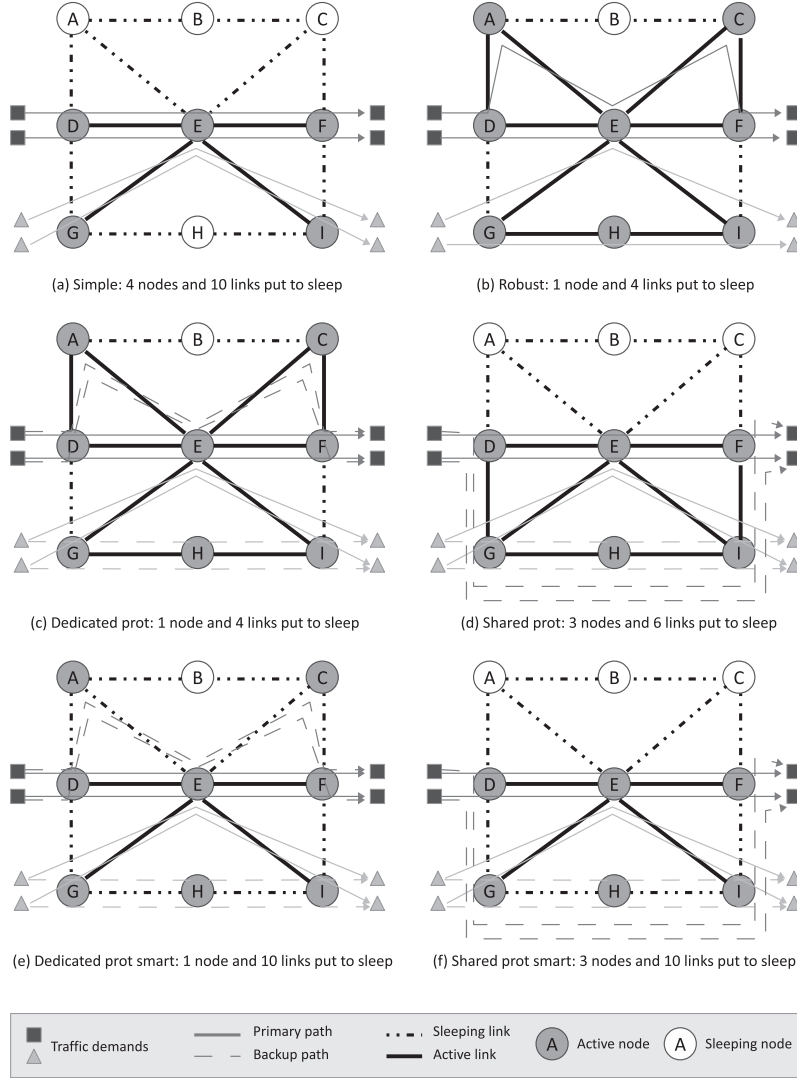 A B C
D E F
G H I
(a) Simple: 4 nodes and 10 links put to sleep
A B C
D E F
G H I
(b) Robust: 1 node and 4 links put to sleep
A B C
D E F
G H I
(c) Dedicated prot: 1 node and 4 links put to sleep
A B C
D E F
G H I
(d) Shared prot: 3 nodes and 6 links put to sleep
A B C
D E F
G H I
(e) Dedicated prot smart: 1 node and 10 links put to sleep
A B C
D E F
G H I
(f) Shared prot smart: 3 nodes and 10 links put to sleep
Traffic demands
Primary path
Backup path
Sleeping link
Active link
A Active node
A Sleeping node